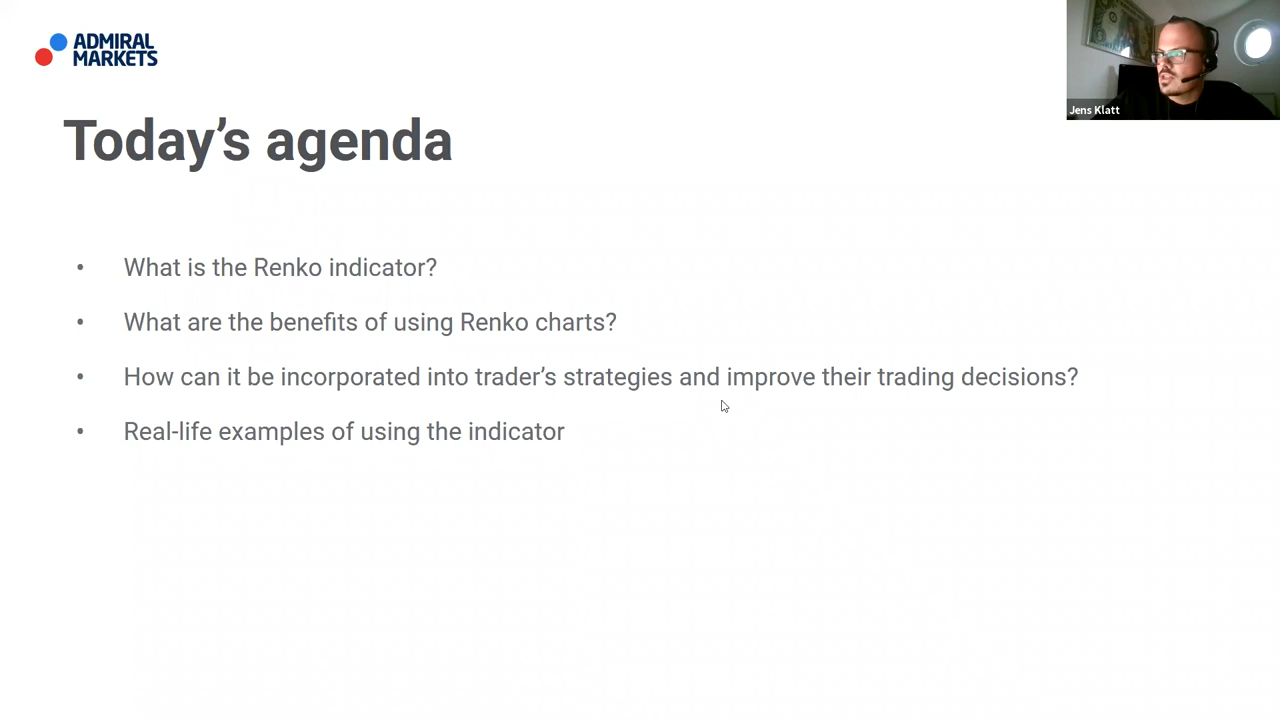 ADMIRAL
MARKETS
Jens Klatt
Today's agenda
• What is the Renko indicator?
• What are the benefits of using Renko charts?
• How can it be incorporated into trader's strategies and improve their trading decisions?
• Real-life examples of using the indicator